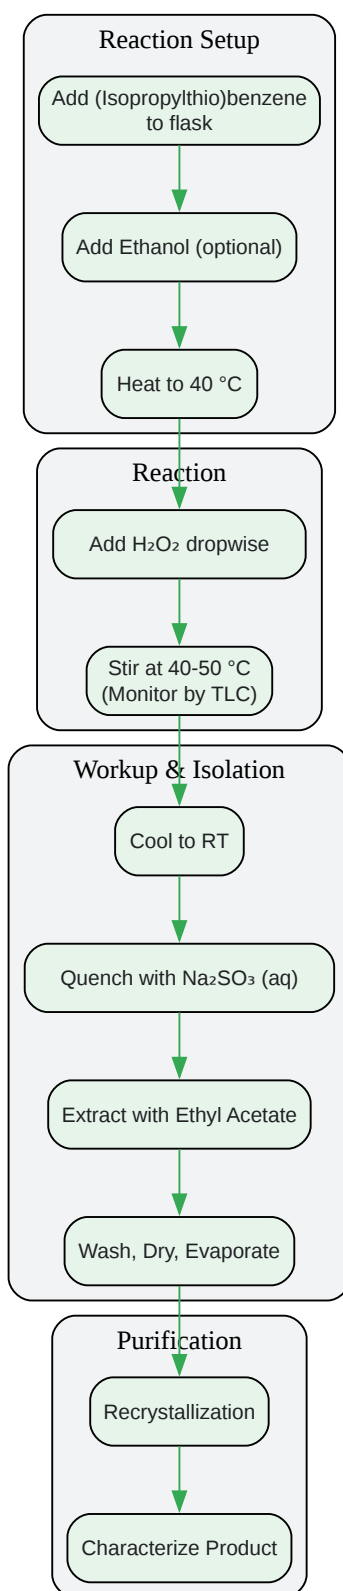 Reaction Setup
Add (Isopropylthio)benzene
to flask
Add Ethanol (optional)
Heat to 40 °C
Reaction
Add H₂O₂ dropwise
Stir at 40-50 °C
(Monitor by TLC)
Workup & Isolation
Cool to RT
Quench with Na₂SO₃ (aq)
Extract with Ethyl Acetate
Wash, Dry, Evaporate
Purification
Recrystallization
Characterize Product